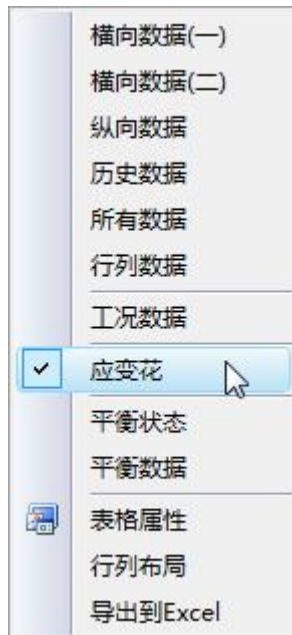 横向数据(一)
横向数据(二)
纵向数据
历史数据
所有数据
行列数据
工况数据
应变花
平衡状态
平衡数据
表格属性
行列布局
导出到Excel